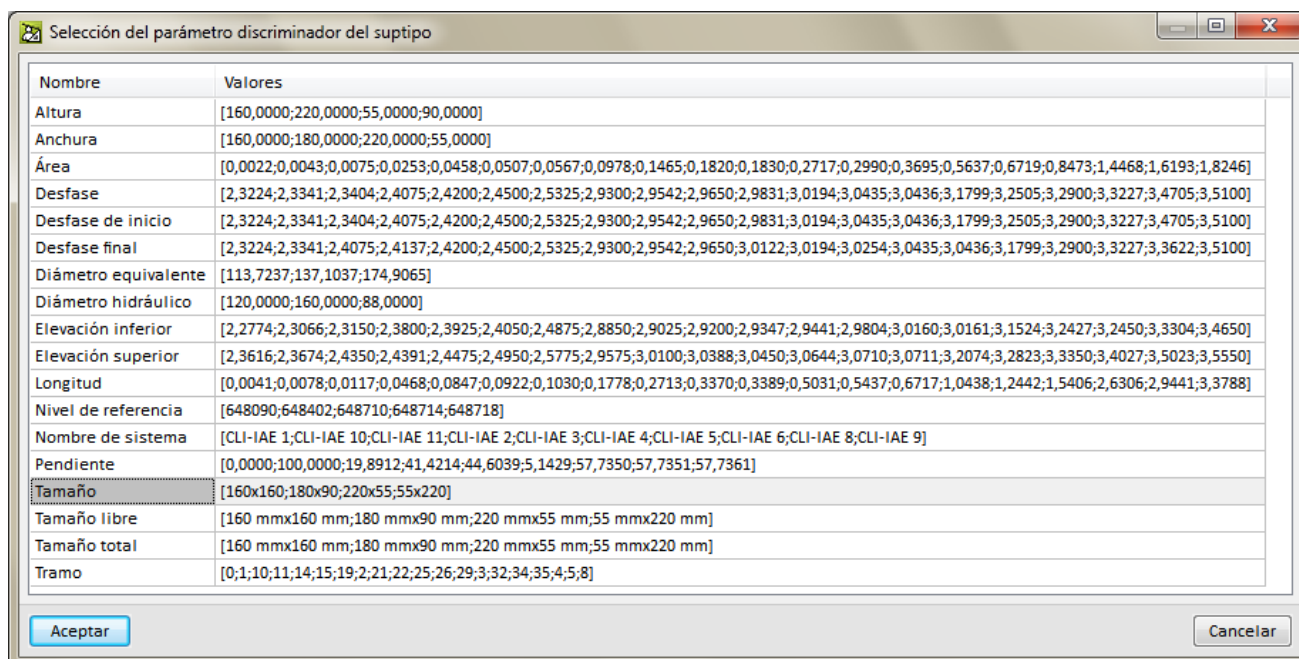 Selección del parámetro discriminador del suptipo
Nombre Valores
Altura [160,0000;220,0000;55,0000;90,0000]
Anchura [160,0000;180,0000;220,0000;55,0000]
Área [0,0022;0,0043;0,0075;0,0253;0,0458;0,0507;0,0567;0,0978;0,1465;0,1820;0,1830;0,2717;0,2990;0,3695;0,5637;0,6719;0,8473;1,4468;1,6193;1,8246]
Desfase [2,3224;2,3341;2,3404;2,4075;2,4200;2,4500;2,5325;2,9300;2,9542;2,9650;2,9831;3,0194;3,0435;3,0436;3,1799;3,2505;3,2900;3,3227;3,4705;3,5100]
Desfase de inicio [2,3224;2,3341;2,3404;2,4075;2,4200;2,4500;2,5325;2,9300;2,9542;2,9650;2,9831;3,0194;3,0435;3,0436;3,1799;3,2505;3,2900;3,3227;3,4705;3,5100]
Desfase final [2,3224;2,3341;2,4075;2,4137;2,4200;2,4500;2,5325;2,9300;2,9542;2,9650;3,0122;3,0194;3,0254;3,0435;3,0436;3,1799;3,2900;3,3227;3,3622;3,5100]
Diámetro equivalente [113,7237;137,1037;174,9065]
Diámetro hidráulico [120,0000;160,0000;88,0000]
Elevación inferior [2,2774;2,3066;2,3150;2,3800;2,3925;2,4050;2,4875;2,8850;2,9025;2,9200;2,9347;2,9441;2,9804;3,0160;3,0161;3,1524;3,2427;3,2450;3,3304;3,4650]
Elevación superior [2,3616;2,3674;2,4350;2,4391;2,4475;2,4950;2,5775;2,9575;3,0100;3,0388;3,0450;3,0644;3,0710;3,0711;3,2074;3,2823;3,3350;3,4027;3,5023;3,5550]
Longitud [0,0041;0,0078;0,0117;0,0468;0,0847;0,0922;0,1030;0,1778;0,2713;0,3370;0,3389;0,5031;0,5437;0,6717;1,0438;1,2442;1,5406;2,6306;2,9441;3,3788]
Nivel de referencia [648090;648402;648710;648714;648718]
Nombre de sistema [CLI-IAE 1;CLI-IAE 10;CLI-IAE 11;CLI-IAE 2;CLI-IAE 3;CLI-IAE 4;CLI-IAE 5;CLI-IAE 6;CLI-IAE 8;CLI-IAE 9]
Pendiente [0,0000;100,0000;19,8912;41,4214;44,6039;5,1429;57,7350;57,7351;57,7361]
Tamaño [160x160;180x90;220x55;55x220]
Tamaño libre [160 mmx160 mm;180 mmx90 mm;220 mmx55 mm;55 mmx220 mm]
Tamaño total [160 mmx160 mm;180 mmx90 mm;220 mmx55 mm;55 mmx220 mm]
Tramo [0;1;10;11;14;15;19;2;21;22;25;26;29;3;32;34;35;4;5;8]
Aceptar Cancelar